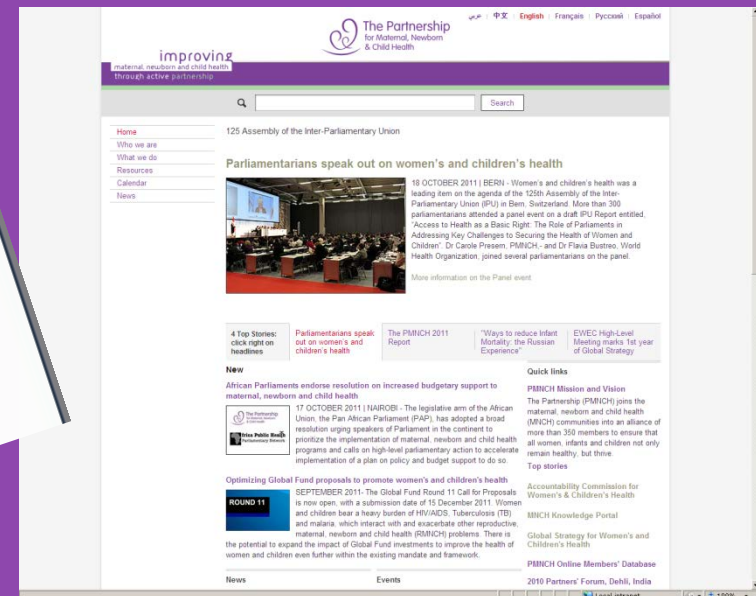 عربي | 中文 | English | Français | Русский | Español
The Partnership
for Maternal, Newborn
& Child Health
improving
maternal, newborn and child health
through active partnership
Search
Home
Who we are
What we do
Resources
Calendar
News
125 Assembly of the Inter-Parliamentary Union
Parliamentarians speak out on women's and children's health
18 OCTOBER 2011 | BERN - Women's and children's health was a
leading item on the agenda of the 125th Assembly of the Inter-
Parliamentary Union (IPU) in Bern, Switzerland. More than 300
parliamentarians attended a panel event on a draft IPU Report entitled,
"Access to Health as a Basic Right: The Role of Parliaments in
Addressing Key Challenges to Securing the Health of Women and
Children". Dr Carole Presern, PMNCH,- and Dr Flavia Bustreo, World
Health Organization, joined several parliamentarians on the panel.
More information on the Panel event
4 Top Stories:
click right on
headlines
Parliamentarians speak
out on women's and
children's health
The PMNCH 2011
Report
"Ways to reduce Infant
Mortality: the Russian
Experience"
EWEC High-Level
Meeting marks 1st year
of Global Strategy
New
African Parliaments endorse resolution on increased budgetary support to
maternal, newborn and child health
The Partnership
Africa Public Health
Parliamentary Network
17 OCTOBER 2011 | NAIROBI - The legislative arm of the African
Union, the Pan African Parliament (PAP), has adopted a broad
resolution urging speakers of Parliament in the continent to
prioritize the implementation of maternal, newborn and child health
programs and calls on high-level parliamentary action to accelerate
implementation of a plan on policy and budget support to do so.
Optimizing Global Fund proposals to promote women's and children's health
ROUND 11
SEPTEMBER 2011- The Global Fund Round 11 Call for Proposals
is now open, with a submission date of 15 December 2011. Women
and children bear a heavy burden of HIV/AIDS, Tuberculosis (TB)
and malaria, which interact with and exacerbate other reproductive,
maternal, newborn and child health (RMNCH) problems. There is
the potential to expand the impact of Global Fund investments to improve the health of
women and children even further within the existing mandate and framework.
News
Events
Quick links
PMNCH Mission and Vision
The Partnership (PMNCH) joins the
maternal, newborn and child health
(MNCH) communities into an alliance of
more than 350 members to ensure that
all women, infants and children not only
remain healthy, but thrive.
Top stories
Accountability Commission for
Women's & Children's Health
MNCH Knowledge Portal
Global Strategy for Women's and
Children's Health
PMNCH Online Members' Database
2010 Partners' Forum, Dehli, India
Local intranet
100%